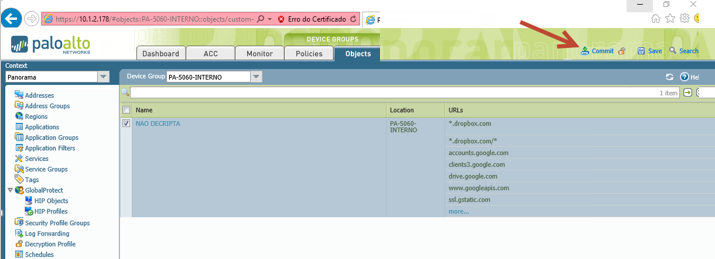 https://10.1.2.178/#objects:PA-5060-INTERNO:objects/custom-
Erro do Certificado
paloalto
NETWORKS
DEVICE GROUPS
Dashboard
ACC
Monitor
Policies
Objects
Commit
Save
Search
Context
Panorama
Device Group
PA-5060-INTERNO
Hel
1 item
Addresses
Address Groups
Regions
Applications
Application Groups
Application Filters
Services
Service Groups
Tags
GlobalProtect
HIP Objects
HIP Profiles
Security Profile Groups
Log Forwarding
Decryption Profile
Schedules
Name
Location
URLs
NAO DECRIPTA
PA-5060-
INTERNO
*.dropbox.com
*.dropbox.com/*
accounts.google.com
clients3.google.com
drive.google.com
www.googleapis.com
ssl.gstatic.com
more...